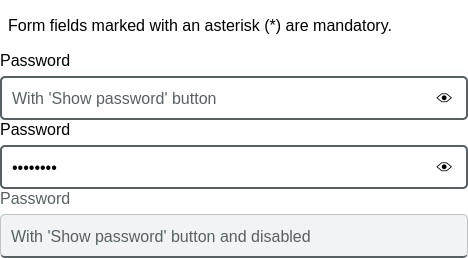 Form fields marked with an asterisk (*) are mandatory.
Password
With 'Show password' button
Password
••••••••
Password
With 'Show password' button and disabled